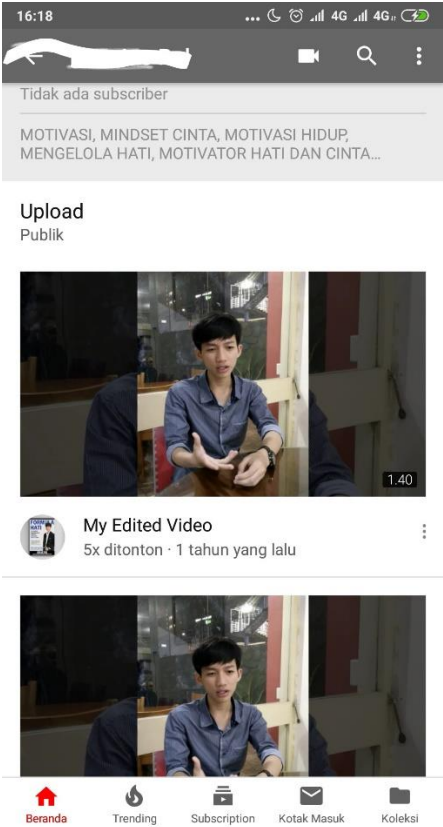 16:18
4G 4G
Tidak ada subscriber
MOTIVASI, MINDSET CINTA, MOTIVASI HIDUP,
MENGELOLA HATI, MOTIVATOR HATI DAN CINTA...
Upload
Publik
1.40
My Edited Video
5x ditonton · 1 tahun yang lalu
Beranda
Trending
Subscription
Kotak Masuk
Koleksi